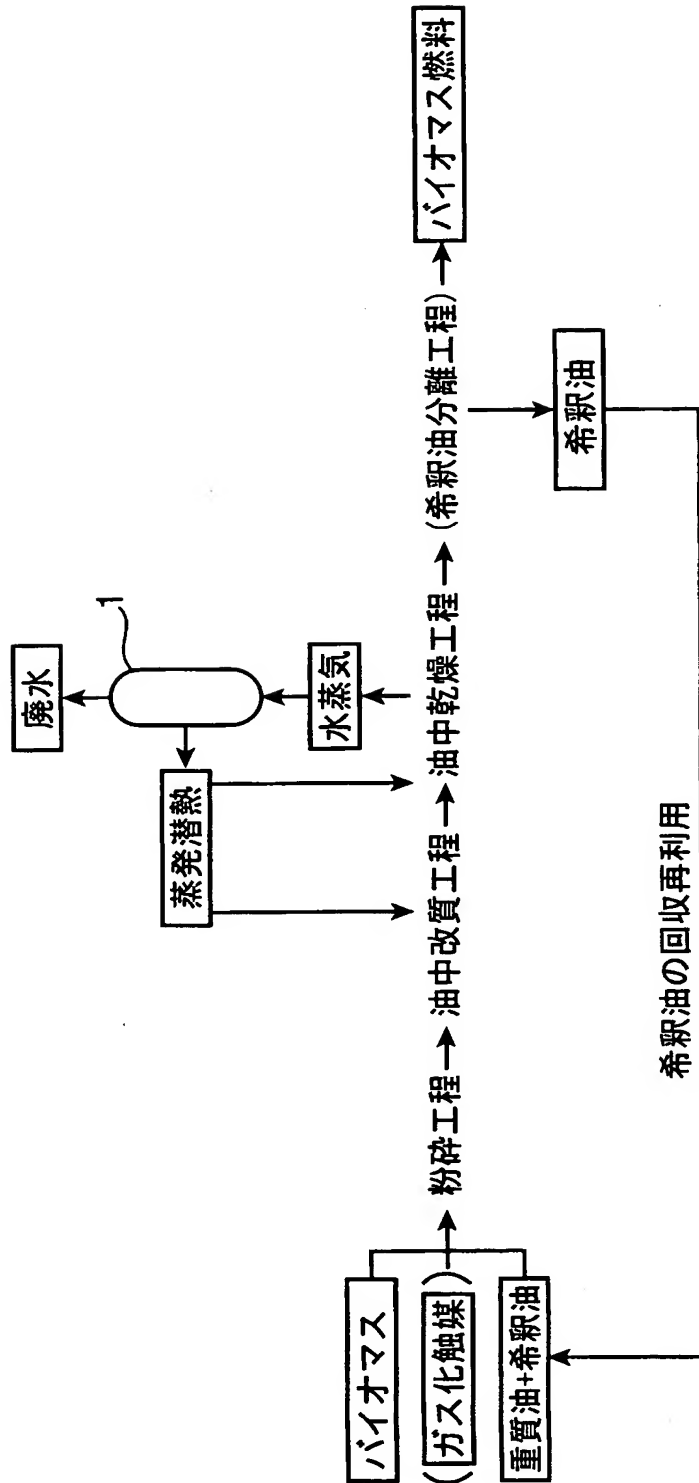 バイオマス
(ガス化触媒)
重質油+希釈油
粉砕工程
油中改質工程
油中乾燥工程
(希釈油分離工程)
バイオマス燃料
蒸発潜熱
廃水
1
水蒸気
希釈油
希釈油の回収再利用